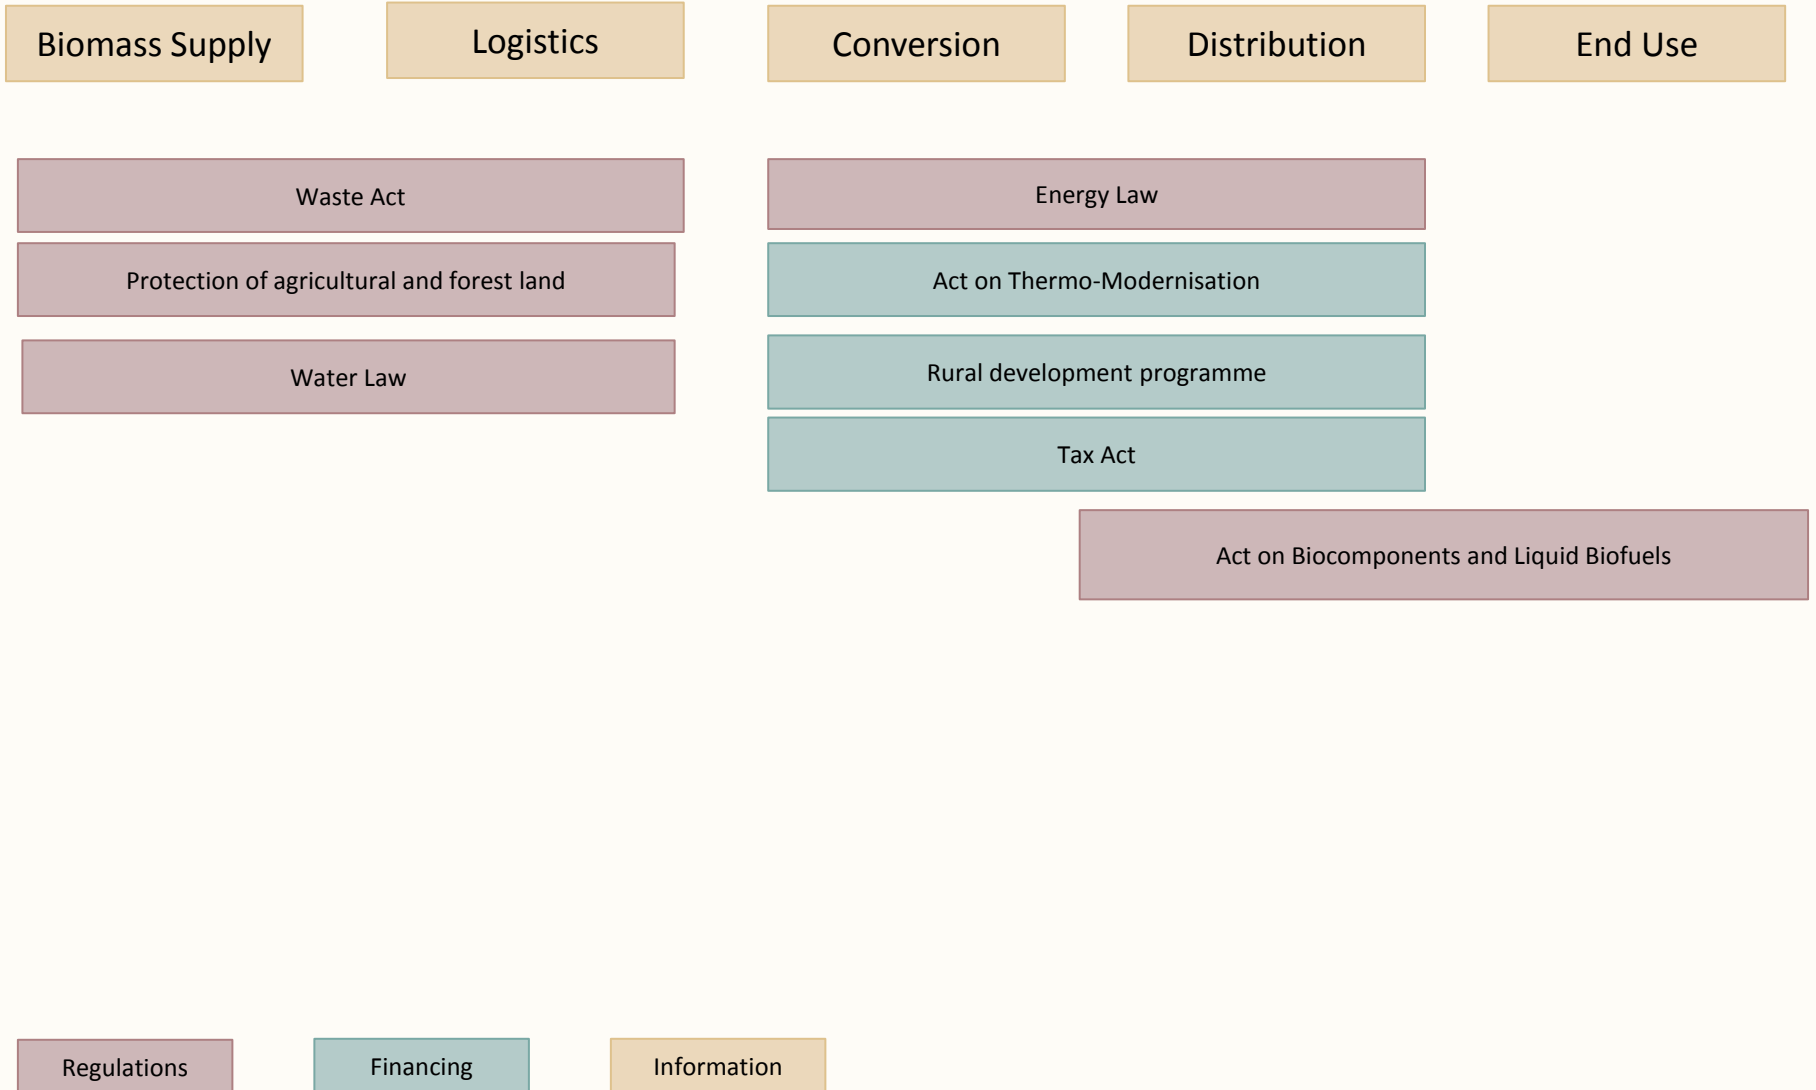 Biomass Supply
Logistics
Conversion
Distribution
End Use
Waste Act
Energy Law
Protection of agricultural and forest land
Act on Thermo-Modernisation
Water Law
Rural development programme
Tax Act
Act on Biocomponents and Liquid Biofuels
Regulations
Financing
Information